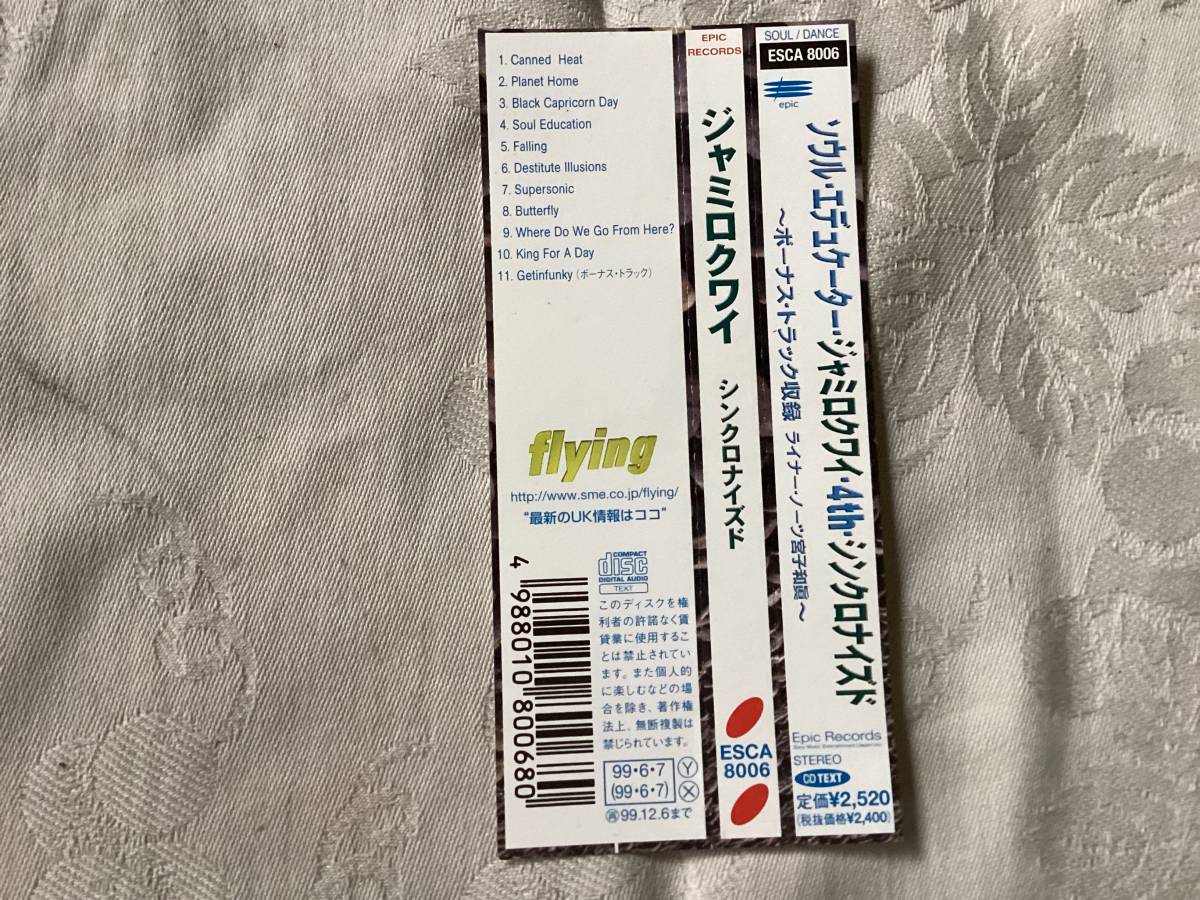 1. Canned Heat
2. Planet Home
3. Black Capricorn Day
4. Soul Education
5. Falling
6. Destitute Illusions
7. Supersonic
8. Butterfly
9. Where Do We Go From Here?
10. King For A Day
11. Getinfunky (ボーナス・トラック)
flying
http://www.sme.co.jp/flying/
"最新のUK情報はココ"
4 988010 800680
COMPACT
disc
DIGITAL AUDIO
TEXT
このディスクを権
利者の許諾なく賃
貸業に使用するこ
とは禁止されてい
ます。また個人的
に楽しむなどの場
合を除き、著作権
法上、無断複製は
禁じられています。
99・6・7 Y
(99・6・7) X
再99.12.6まで
EPIC
RECORDS
ジャミロクワイ シンクロナイズド
ESCA
8006
SOUL / DANCE
ESCA 8006
epic
ソウル・エデュケーター・ジャミロクワイ・4th・シンクロナイズド
〜ボーナス・トラック収録 ライナー・ノーツ宮子和眞〜
Epic Records
STEREO
CD TEXT
定価¥2,520
(税抜価格¥2,400)